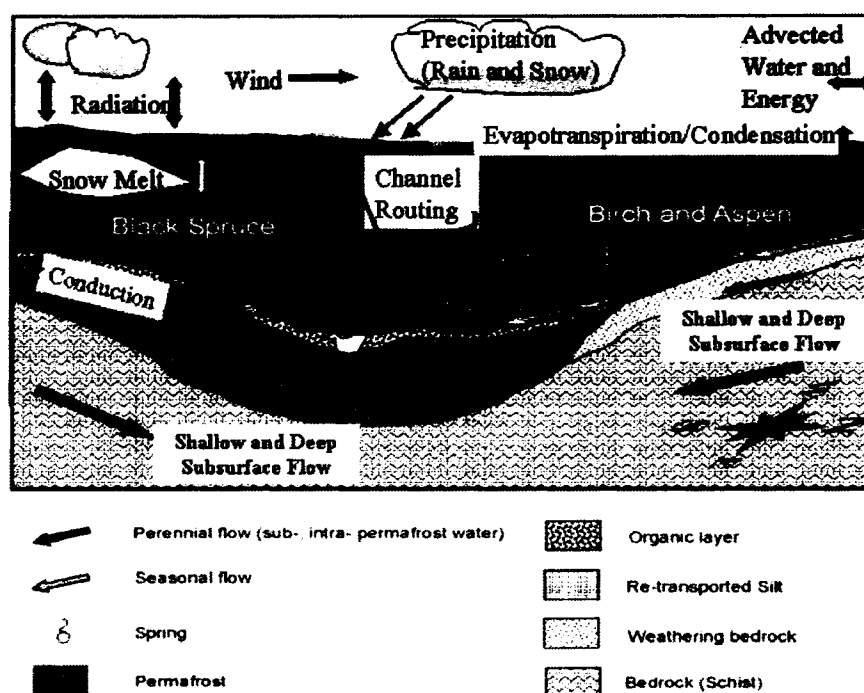 Precipitation
(Rain and Snow)
Advected
Water and
Energy
Wind
Radiation
Evapotranspiration/Condensation
Snow Melt
Channel
Routing
Black Spruce
Birch and Aspen
Conduction
Shallow and Deep
Subsurface Flow
Shallow and Deep
Subsurface Flow
Perennial flow (sub-, intra- permafrost water)
Seasonal flow
Spring
Permafrost
Organic layer
Re-transported Silt
Weathering bedrock
Bedrock (Schist)